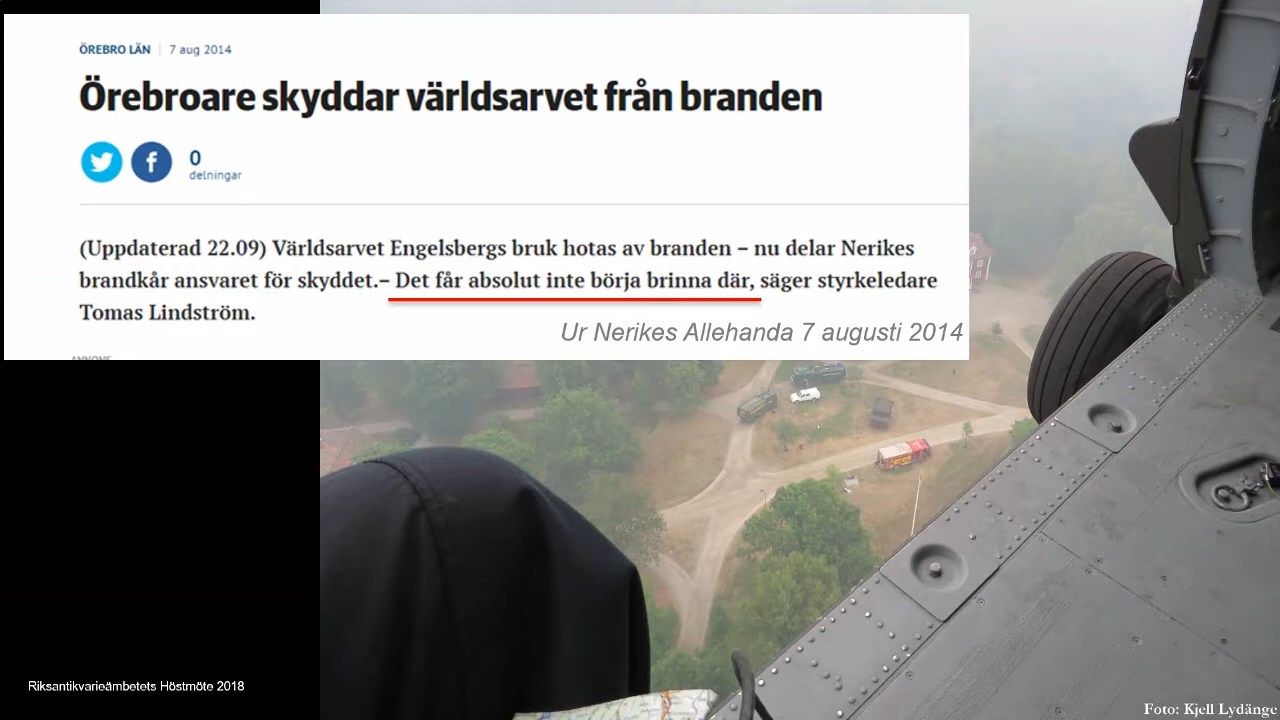 ÖREBRO LÄN | 7 aug 2014
Örebroare skyddar världsarvet från branden
0
delningar
(Uppdaterad 22.09) Världsarvet Engelsbergs bruk hotas av branden – nu delar Nerikes
brandkår ansvaret för skyddet.– Det får absolut inte börja brinna där, säger styrkeledare
Tomas Lindström.
Ur Nerikes Allehanda 7 augusti 2014
ANNONS
Riksantikvarieämbetets Höstmöte 2018
Foto: Kjell Lydänge